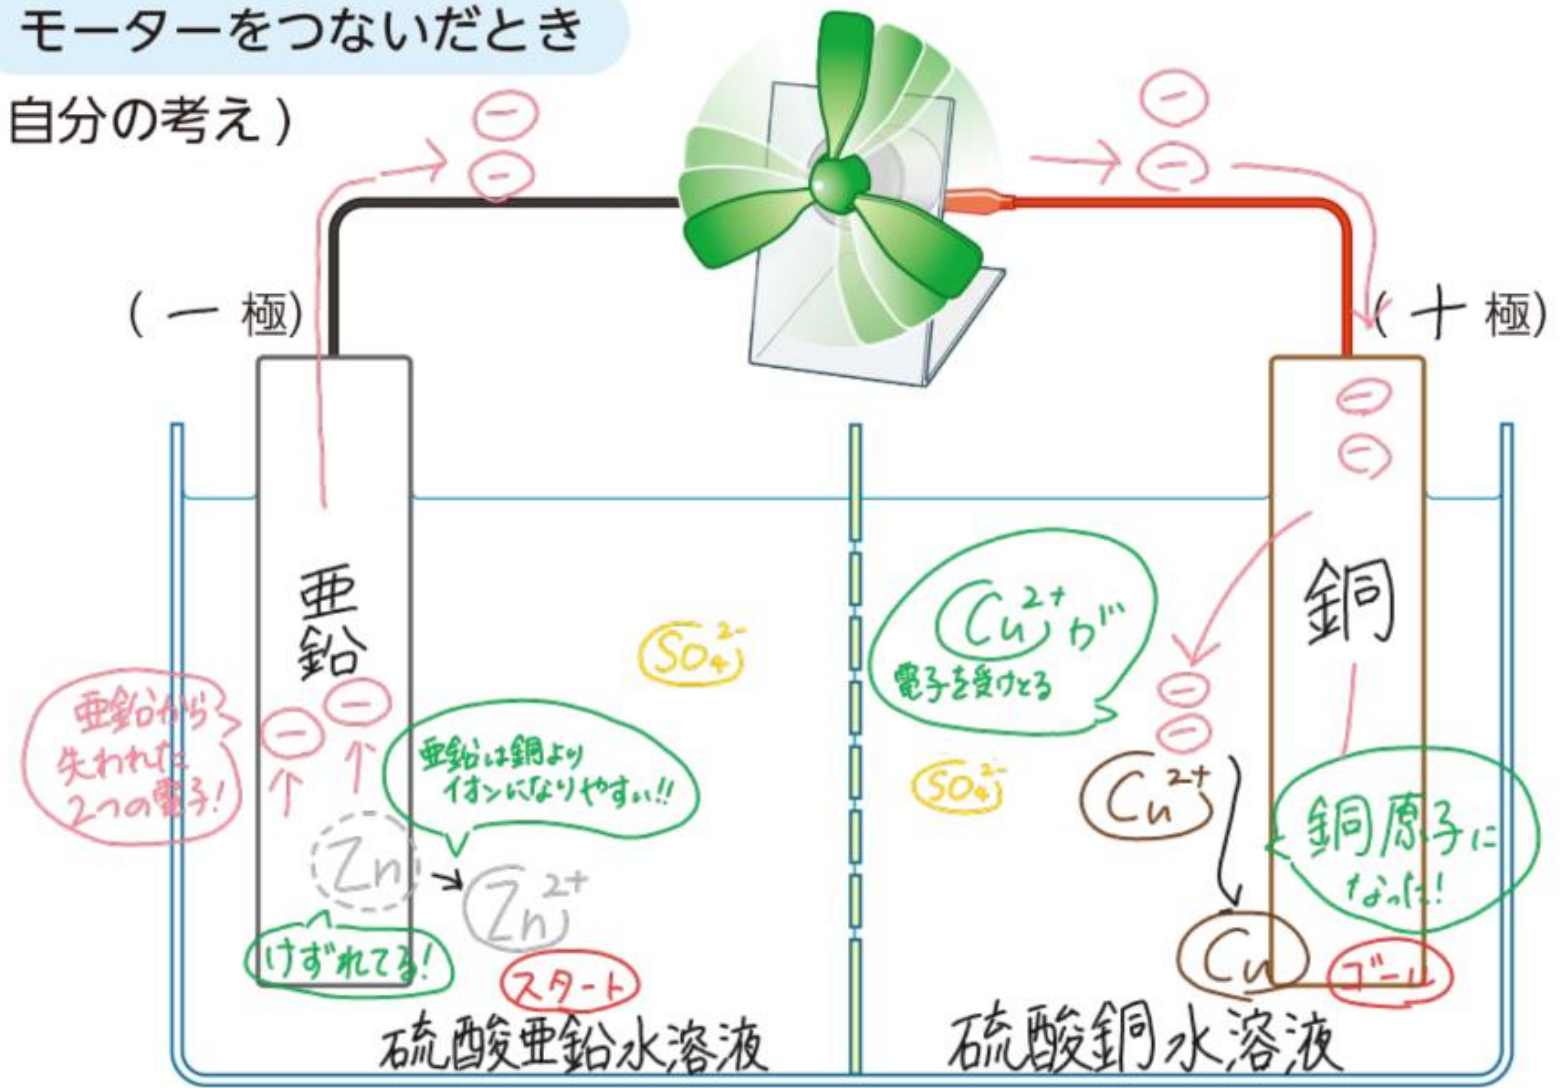 モーターをつないだとき
自分の考え)
⊖
⊖
⊖
⊖
(－極)
(＋極)
⊖
⊖
亜鉛
銅
SO₄²⁻
Cu²⁺が
電子を受けとる
亜鉛から
失われた
2つの電子!
⊖
⊖
亜鉛は銅より
イオンになりやすい!!
SO₄²⁻
⊖
⊖
Cu²⁺
銅原子に
なった!
Zn
Zn²⁺
けずれてる!
スタート
Cu
ゴール
硫酸亜鉛水溶液
硫酸銅水溶液